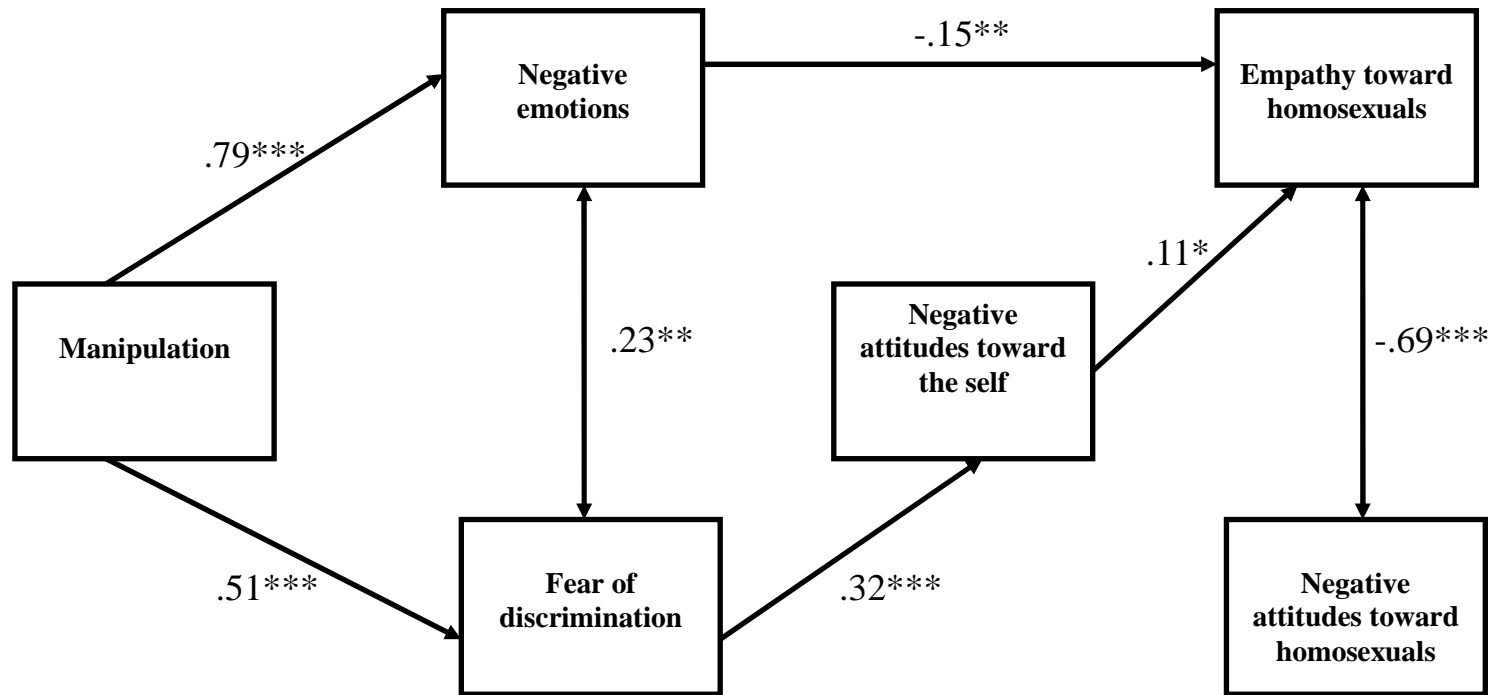 -.15**
Negative
emotions
Empathy toward
homosexuals
.79***
.11*
Manipulation
.23**
Negative
attitudes toward
the self
-.69***
.51***
Fear of
discrimination
.32***
Negative
attitudes toward
homosexuals